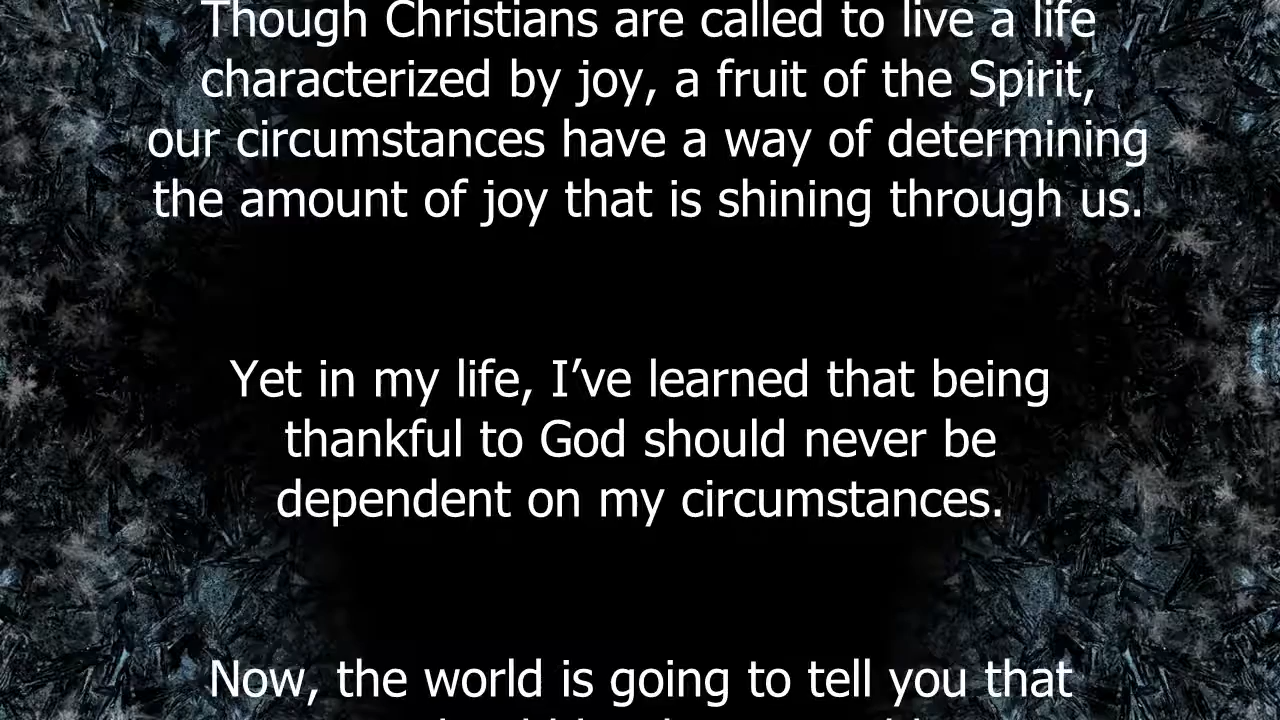 Though Christians are called to live a life
characterized by joy, a fruit of the Spirit,
our circumstances have a way of determining
the amount of joy that is shining through us.
Yet in my life, I’ve learned that being
thankful to God should never be
dependent on my circumstances.
Now, the world is going to tell you that